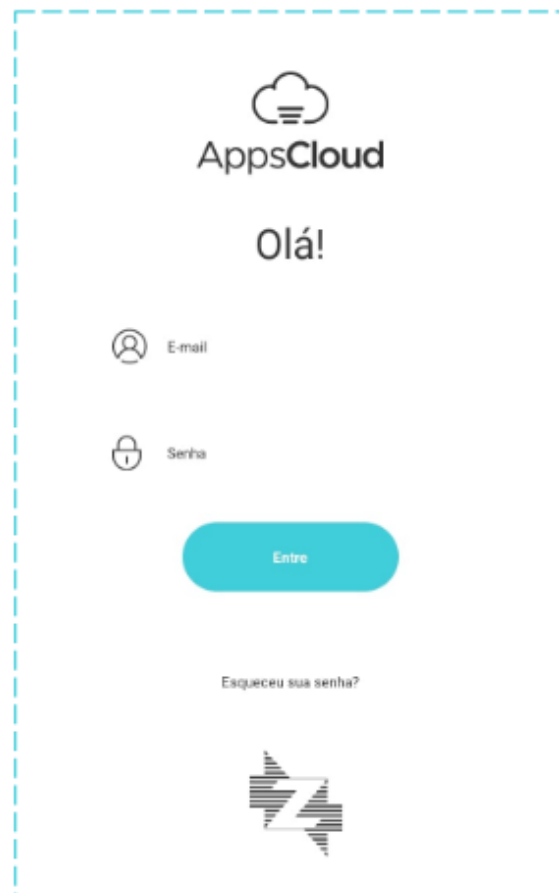 AppsCloud
Olá!
E-mail
Senha
Entre
Esqueceu sua senha?
Z